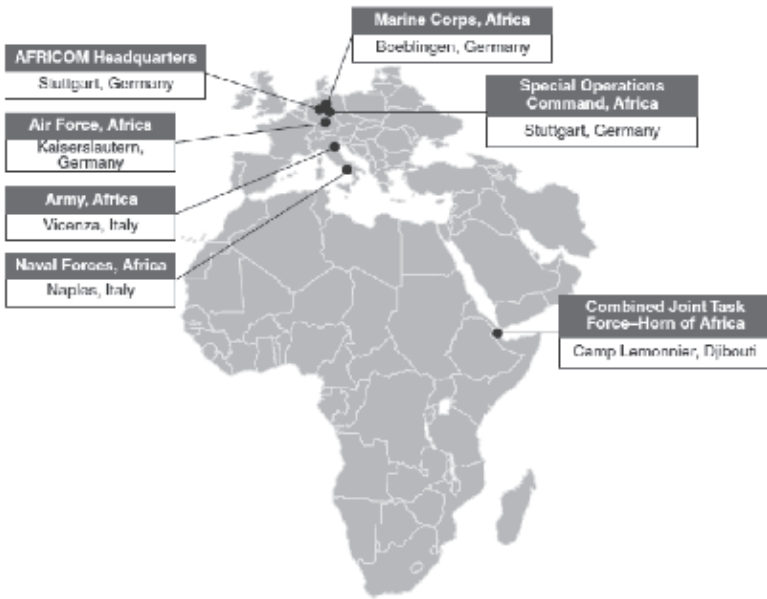 Marine Corps, Africa
Boeblingen, Germany
AFRICOM Headquarters
Stuttgart, Germany
Special Operations
Command, Africa
Stuttgart, Germany
Air Force, Africa
Kaiserslautern,
Germany
Army, Africa
Vicenza, Italy
Naval Forces, Africa
Naples, Italy
Combined Joint Task
Force–Horn of Africa
Camp Lemonnier, Djibouti